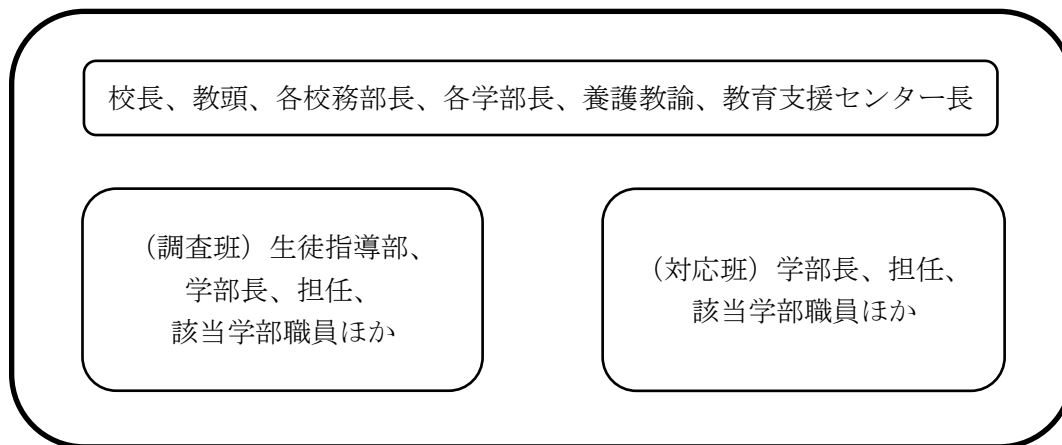 校長、教頭、各校務部長、各学部長、養護教諭、教育支援センター長
（調査班）生徒指導部、
学部長、担任、
該当学部職員ほか
（対応班）学部長、担任、
該当学部職員ほか